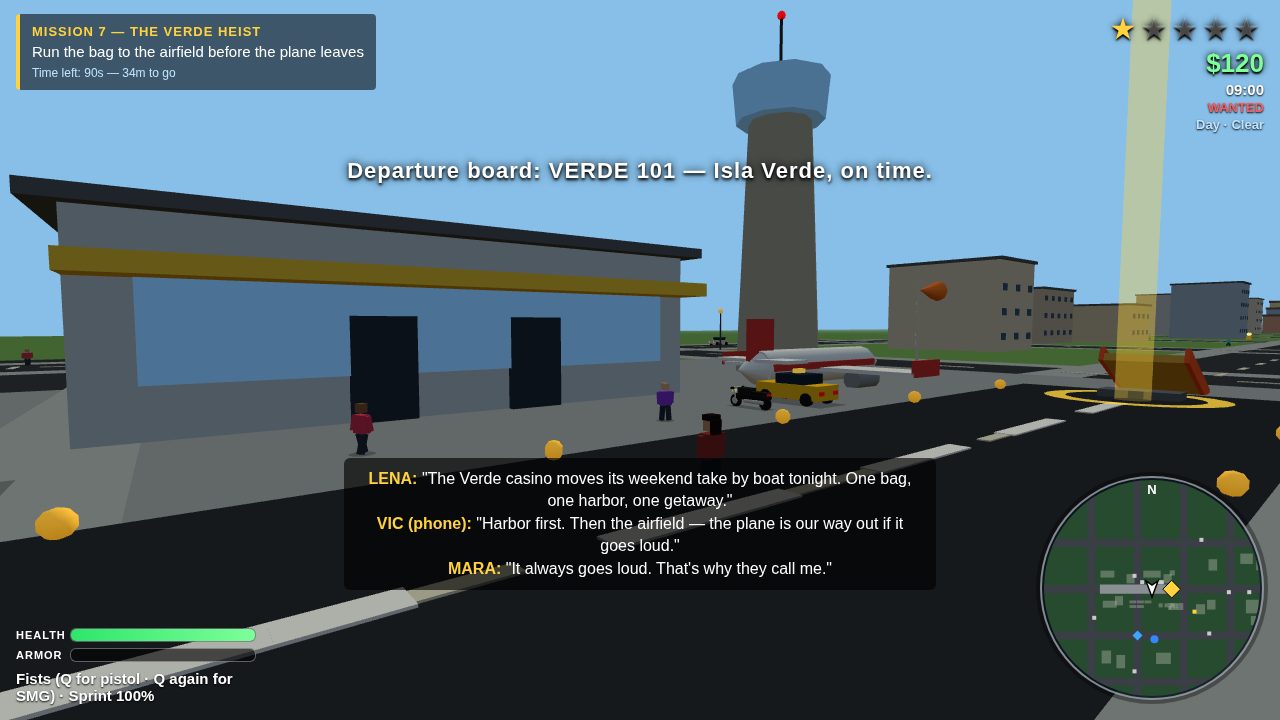 MISSION 7 — THE VERDE HEIST
Run the bag to the airfield before the plane leaves
Time left: 90s — 34m to go
★★★★★
$120
09:00
WANTED
Day · Clear
Departure board: VERDE 101 — Isla Verde, on time.
LENA: "The Verde casino moves its weekend take by boat tonight. One bag,
one harbor, one getaway."
VIC (phone): "Harbor first. Then the airfield — the plane is our way out if it
goes loud."
MARA: "It always goes loud. That's why they call me."
N
HEALTH
ARMOR
Fists (Q for pistol · Q again for
SMG) · Sprint 100%